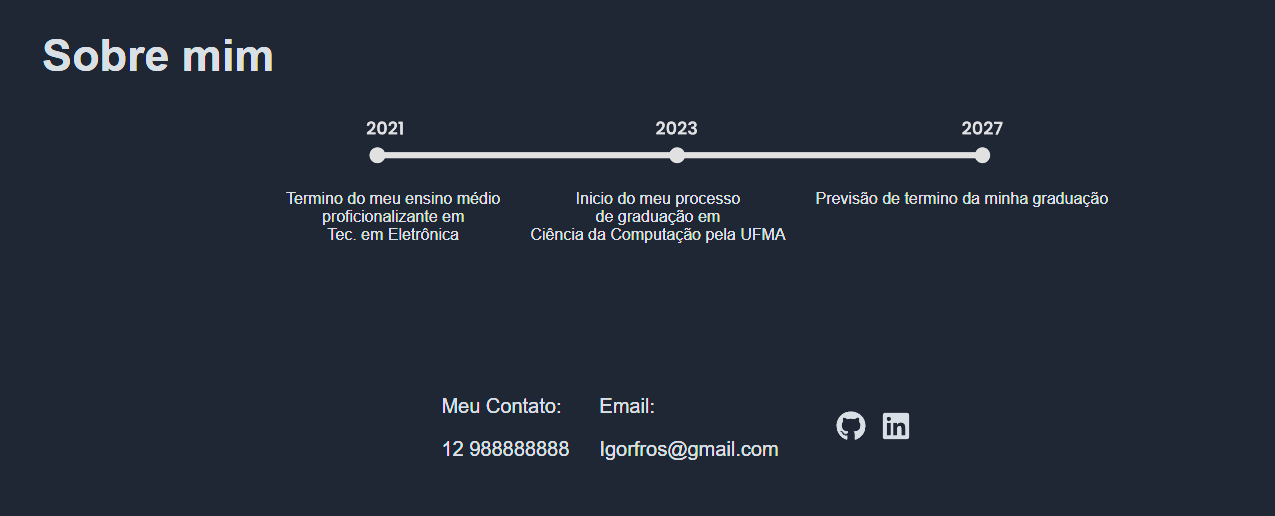 Sobre mim
2021
2023
2027
Termino do meu ensino médio
proficionalizante em
Tec. em Eletrônica
Inicio do meu processo
de graduação em
Ciência da Computação pela UFMA
Previsão de termino da minha graduação
Meu Contato:
12 988888888
Email:
Igorfros@gmail.com
in